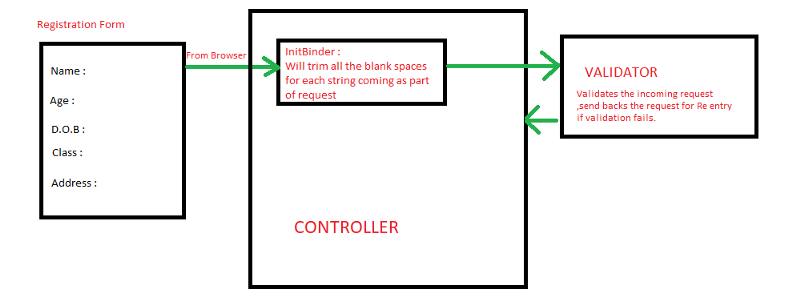 Registration Form
Name :
Age :
D.O.B :
Class :
Address :
From Browser
InitBinder :
Will trim all the blank spaces
for each string coming as part
of request
CONTROLLER
VALIDATOR
Validates the incoming request
,send backs the request for Re entry
if validation fails.